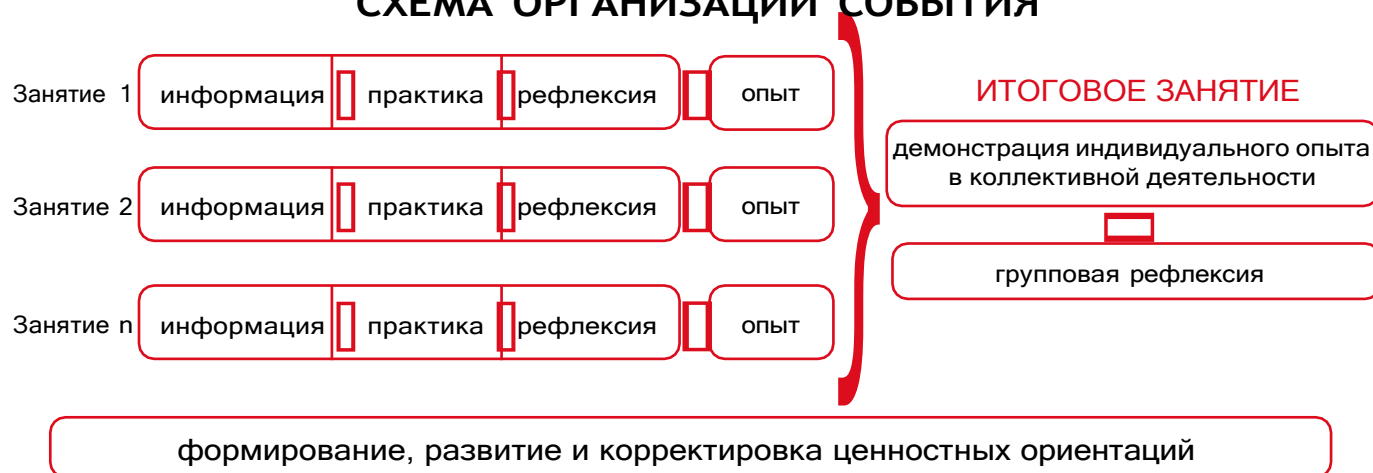 СХЕМА ОРГАНИЗАЦИИ СОБЫТИЯ
Занятие 1 информация практика рефлексия опыт
ИТОГОВОЕ ЗАНЯТИЕ
демонстрация индивидуального опыта
в коллективной деятельности
Занятие 2 информация практика рефлексия опыт
групповая рефлексия
Занятие n информация практика рефлексия опыт
формирование, развитие и корректировка ценностных ориентаций